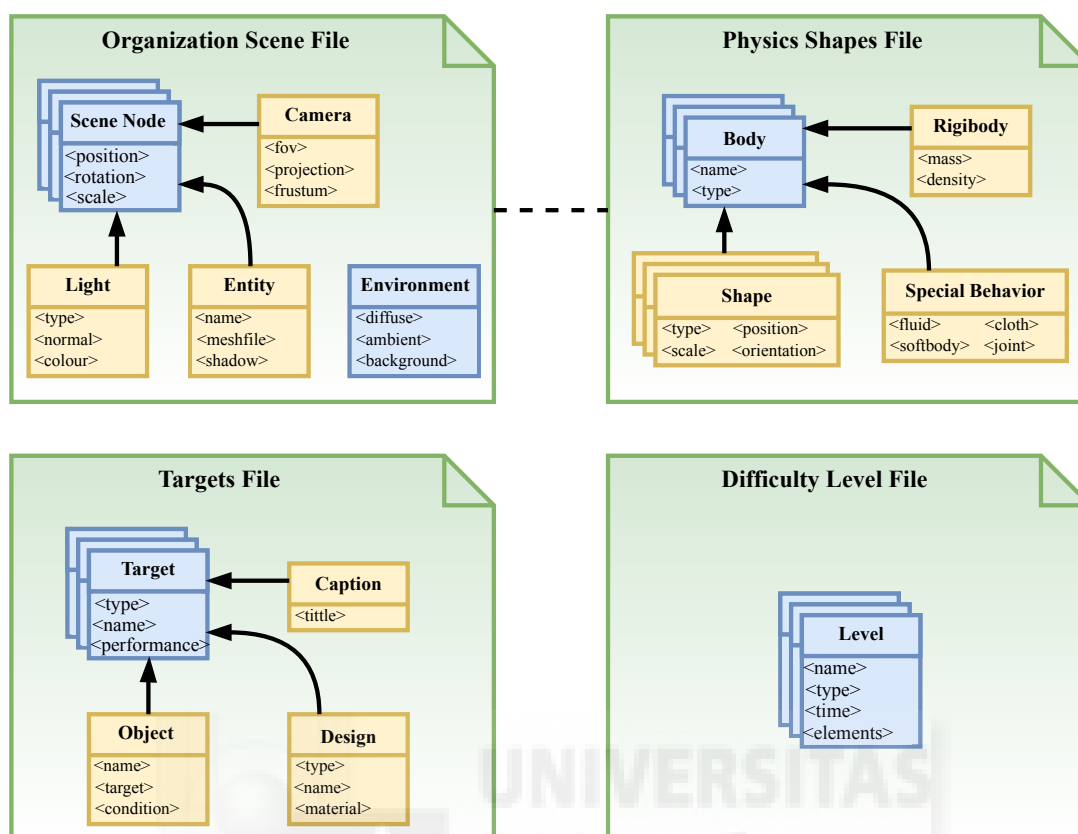 Organization Scene File
Scene Node
<position>
<rotation>
<scale>
Camera
<fov>
<projection>
<frustum>
Light
<type>
<normal>
<colour>
Entity
<name>
<meshfile>
<shadow>
Environment
<diffuse>
<ambient>
<background>
Physics Shapes File
Body
<name>
<type>
Rigibody
<mass>
<density>
Shape
<type> <position>
<scale> <orientation>
Special Behavior
<fluid> <cloth>
<softbody> <joint>
Targets File
Target
<type>
<name>
<performance>
Caption
<tittle>
Object
<name>
<target>
<condition>
Design
<type>
<name>
<material>
Difficulty Level File
Level
<name>
<type>
<time>
<elements>
UNIVERSITAS